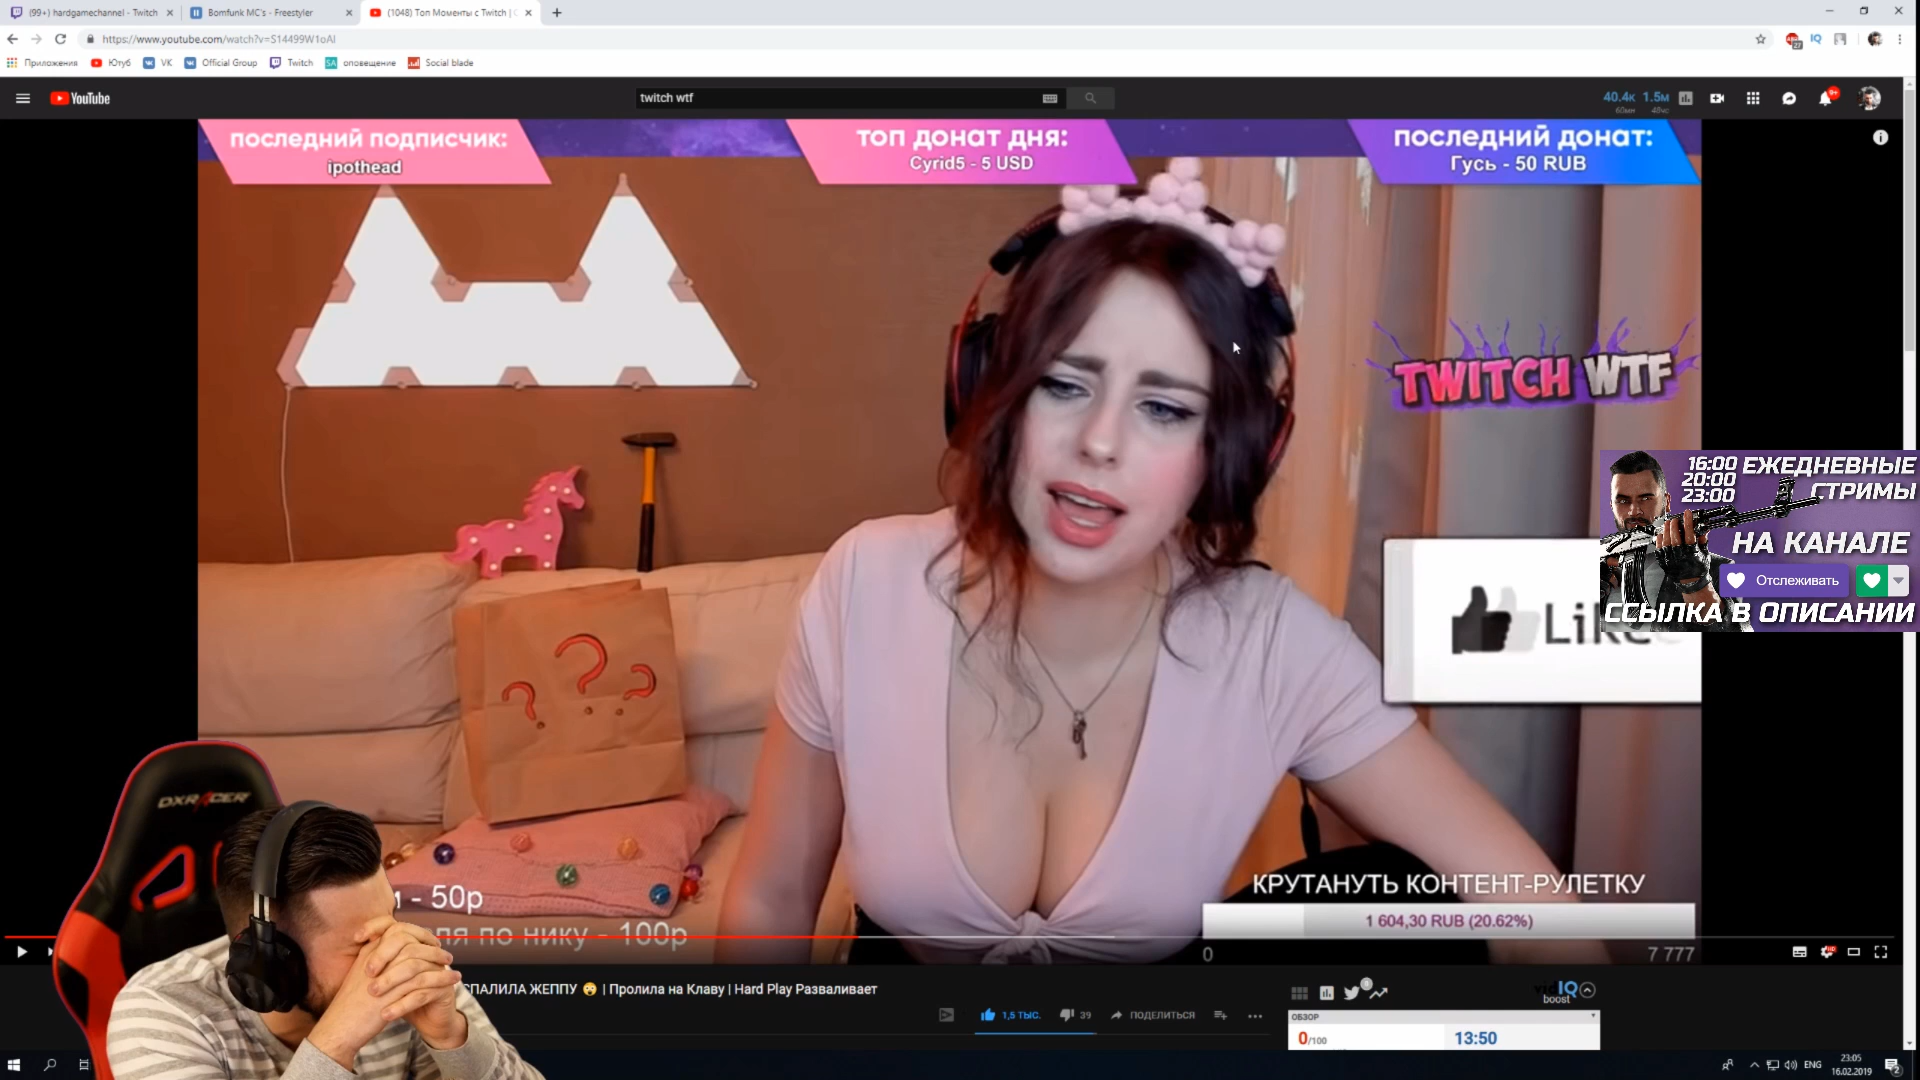 (99+) hardgamechannel - Twitch
Bomfunk MC's - Freestyler
(1048) Топ Моменты с Twitch |
https://www.youtube.com/watch?v=S14499W1oAI
Приложения
Ютуб
VK
Official Group
Twitch
оповещение
Social blade
YouTube
twitch wtf
40.4к 1.5м
9+
последний подписчик:
ipothead
топ донат дня:
Cyrid5 - 5 USD
последний донат:
Гусь - 50 RUB
TWITCH WTF
16:00
20:00
23:00
ЕЖЕДНЕВНЫЕ
СТРИМЫ
НА КАНАЛЕ
Отслеживать
ССЫЛКА В ОПИСАНИИ
Like
? ? ?
DXRACER
- 50р
по нику - 100р
КРУТАНУТЬ КОНТЕНТ-РУЛЕТКУ
1 604,30 RUB (20.62%)
0
7 777
СПАЛИЛА ЖЕППУ 😲 | Пролила на Клаву | Hard Play Разваливает
1,5 ТЫС.
39
ПОДЕЛИТЬСЯ
IQ
boost
ОБЗОР
0/100
13:50
ENG
23:05
16.02.2019